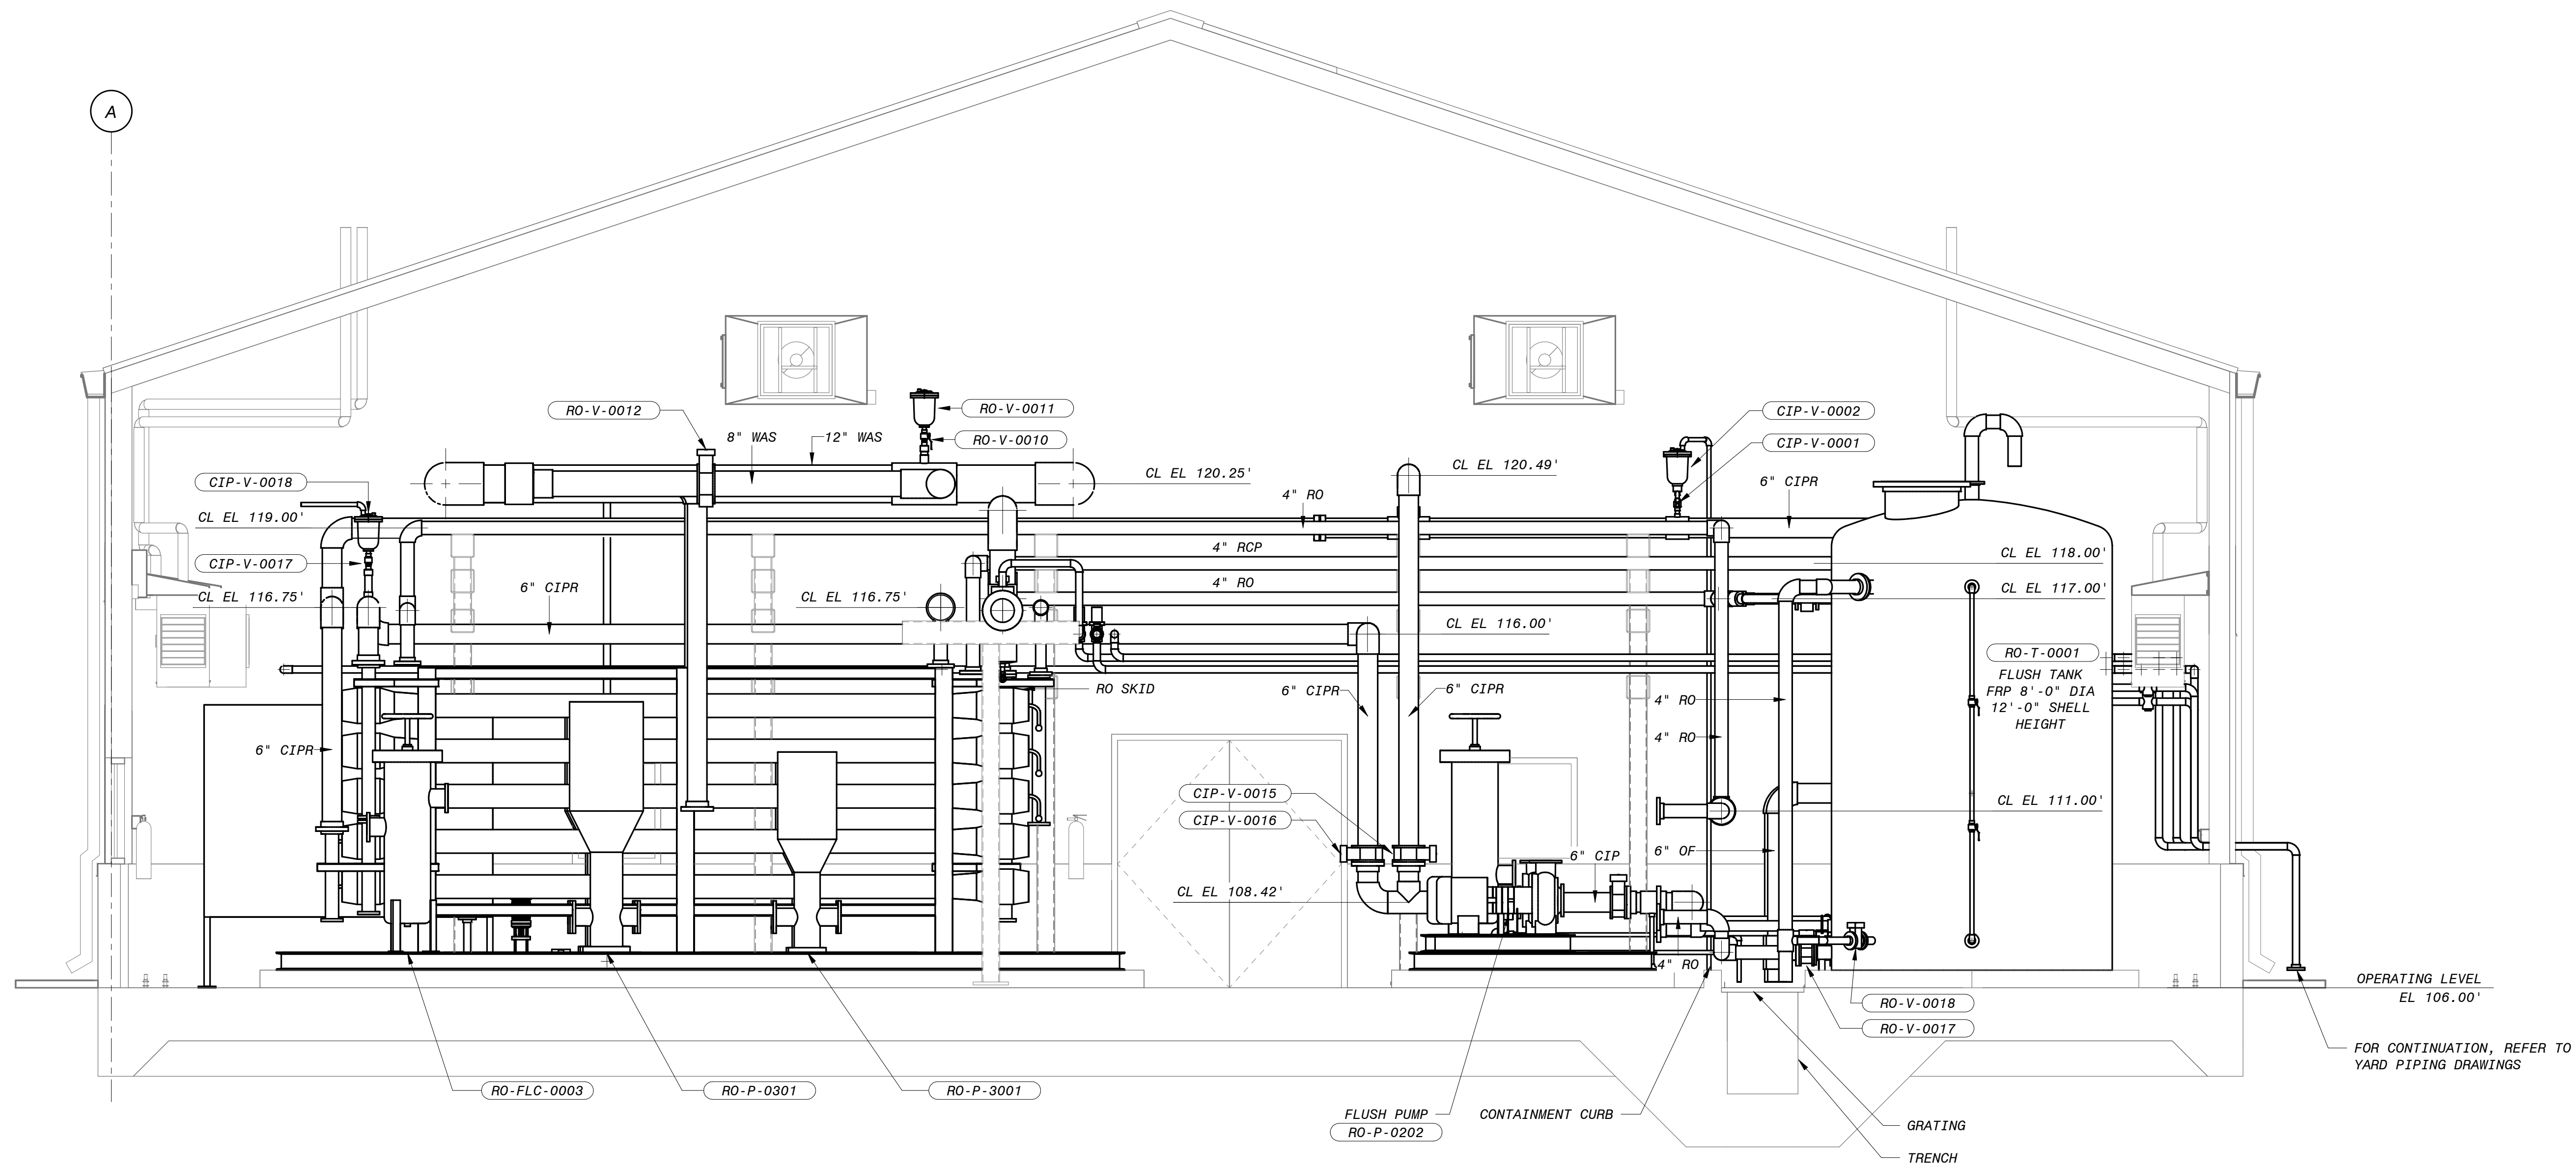 A
RO-V-0012
RO-V-0011
CIP-V-0002
8" WAS
12" WAS
RO-V-0010
CIP-V-0001
CL EL 120.25'
CL EL 120.49'
CIP-V-0018
4" RO
6" CIPR
CL EL 119.00'
4" RCP
CL EL 118.00'
CIP-V-0017
6" CIPR
4" RO
CL EL 117.00'
CL EL 116.75'
CL EL 116.75'
CL EL 116.00'
RO-T-0001
FLUSH TANK
FRP 8'-0" DIA
12'-0" SHELL
HEIGHT
RO SKID
6" CIPR
6" CIPR
4" RO
4" RO
6" CIPR
CIP-V-0015
CL EL 111.00'
CIP-V-0016
6" CIP
6" OF
CL EL 108.42'
4" RO
OPERATING LEVEL
EL 106.00'
RO-V-0018
RO-V-0017
FOR CONTINUATION, REFER TO
YARD PIPING DRAWINGS
RO-FLC-0003
RO-P-0301
RO-P-3001
FLUSH PUMP
RO-P-0202
CONTAINMENT CURB
GRATING
TRENCH